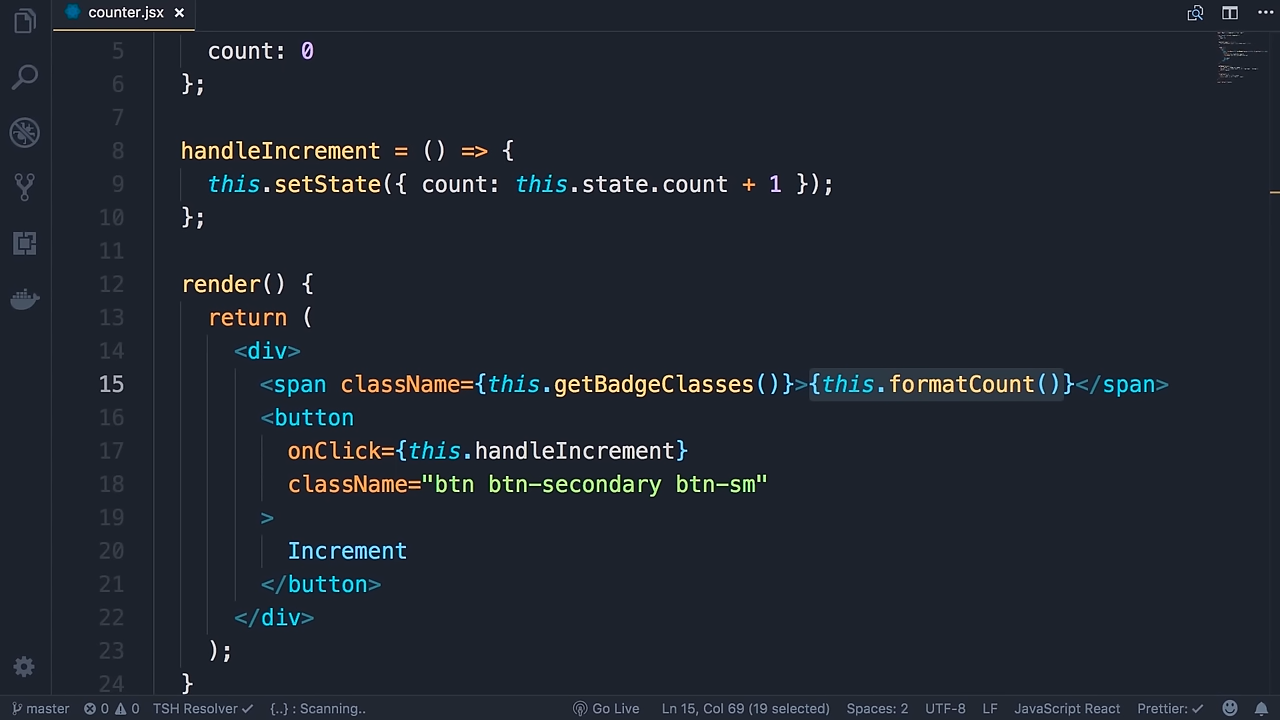 counter.jsx ×
5 count: 0
6 };
7
8 handleIncrement = () => {
9 this.setState({ count: this.state.count + 1 });
10 };
11
12 render() {
13 return (
14 <div>
15 <span className={this.getBadgeClasses()}>{this.formatCount()}</span>
16 <button
17 onClick={this.handleIncrement}
18 className="btn btn-secondary btn-sm"
19 >
20 Increment
21 </button>
22 </div>
23 );
24 }
master 0 0 TSH Resolver ✓ {..} : Scanning.. Go Live Ln 15, Col 69 (19 selected) Spaces: 2 UTF-8 LF JavaScript React Prettier: ✓